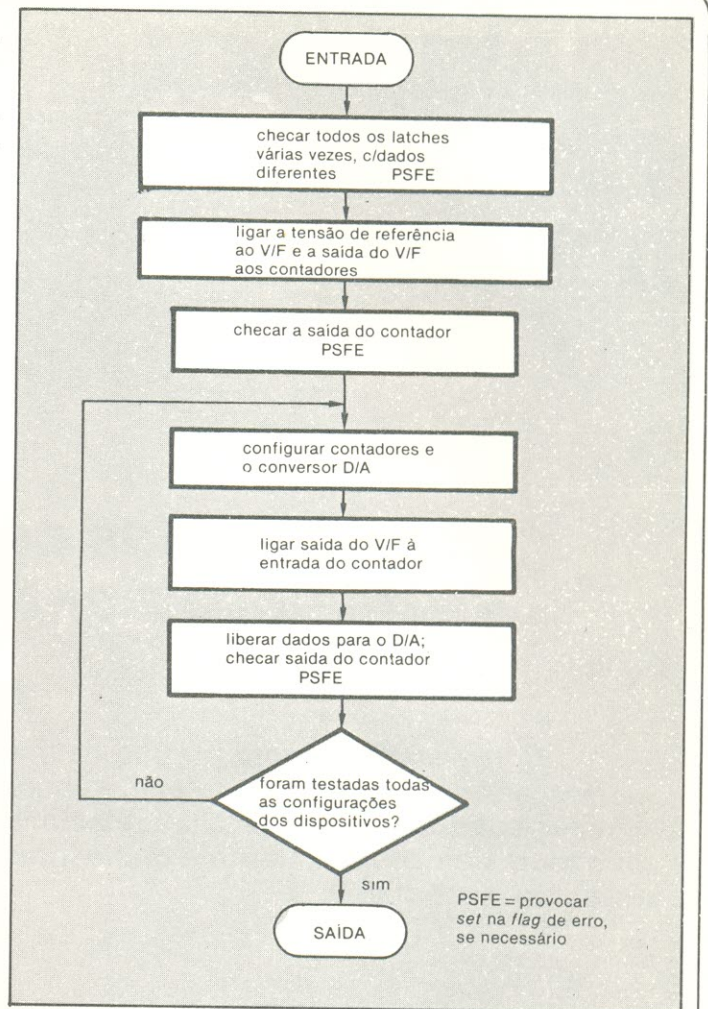 ENTRADA
checar todos os latches
várias vezes, c/dados
diferentes PSFE
ligar a tensão de referência
ao V/F e a saída do V/F
aos contadores
checar a saída do contador
PSFE
configurar contadores e
o conversor D/A
ligar saída do V/F à
entrada do contador
liberar dados para o D/A;
checar saída do contador
PSFE
não
foram testadas todas
as configurações
dos dispositivos?
sim
SAÍDA
PSFE = provocar
set na flag de erro,
se necessário